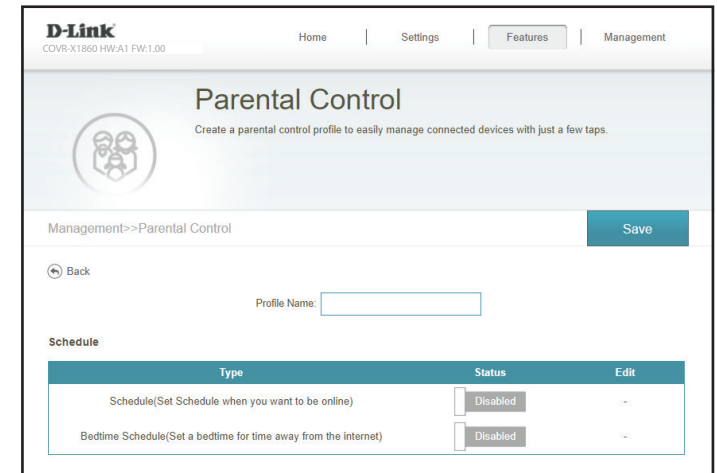 D-Link
COVR-X1860 HW:A1 FW:1.00
Home Settings Features Management
Parental Control
Create a parental control profile to easily manage connected devices with just a few taps.
Management>>Parental Control
Save
Back
Profile Name:
Schedule
Type Status Edit
Schedule(Set Schedule when you want to be online) Disabled -
Bedtime Schedule(Set a bedtime for time away from the internet) Disabled -